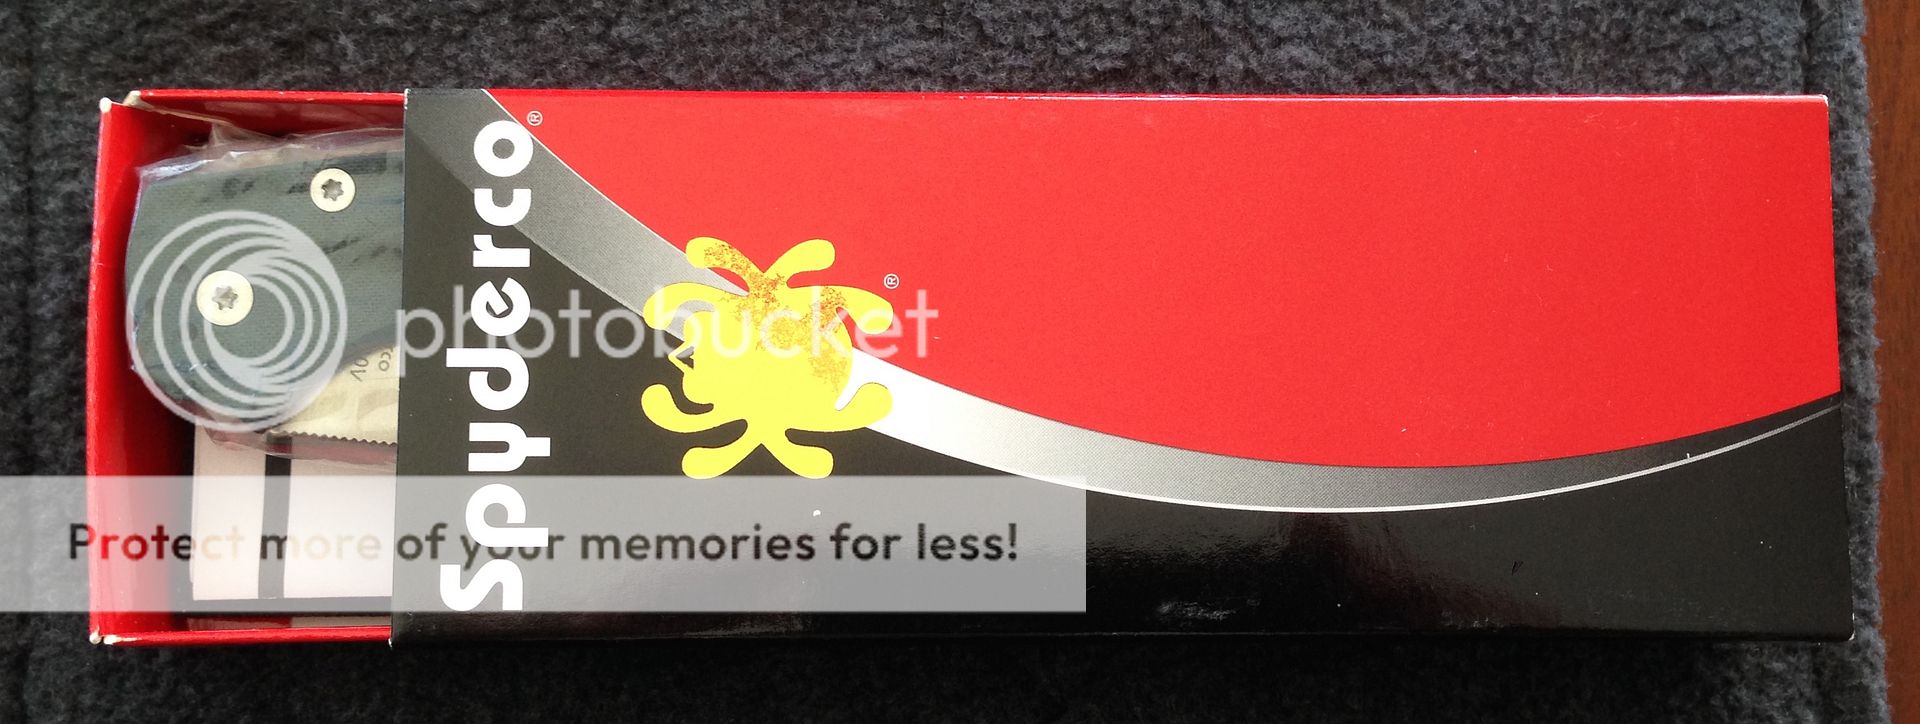 Spyderco®
®
photobucket
Protect more of your memories for less!